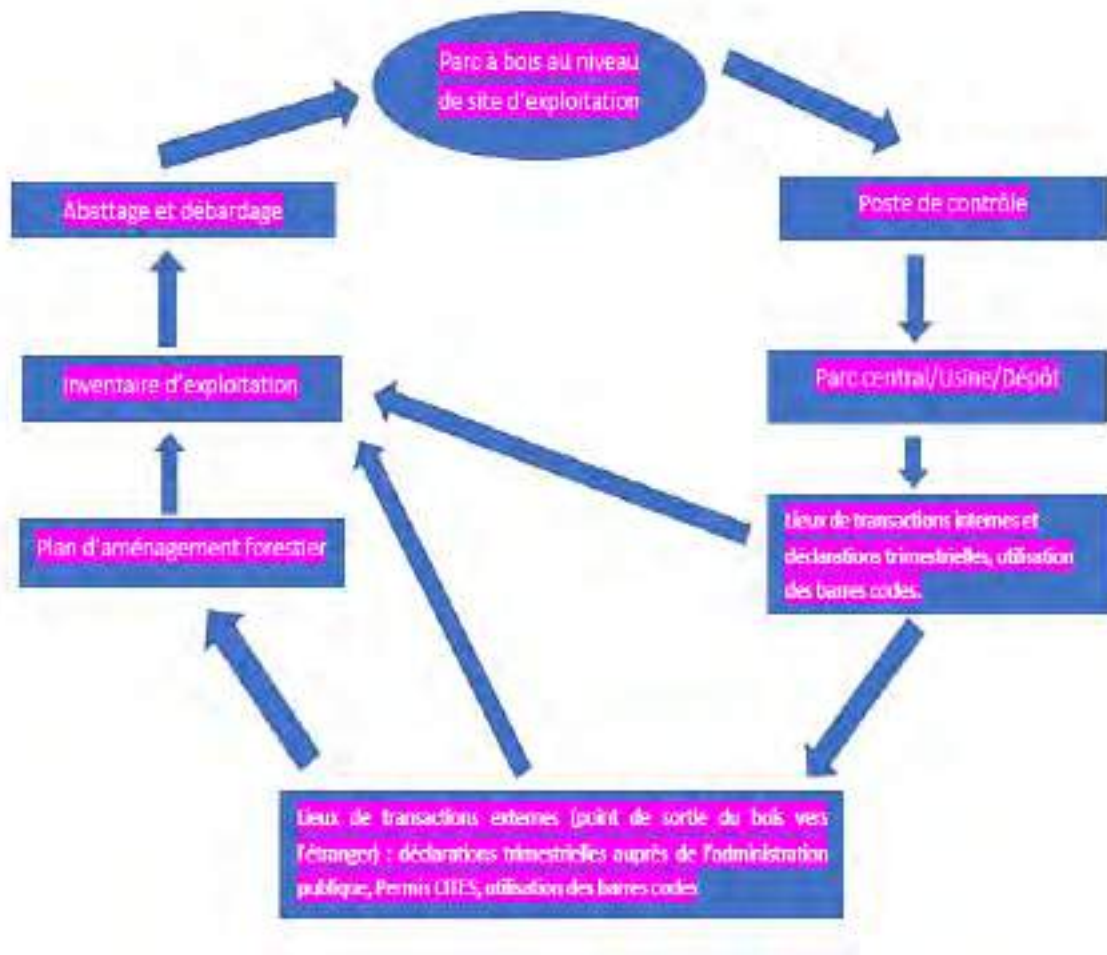 Parc à bois au niveau
de site d'exploitation
Abattage et débardage
Poste de contrôle
Inventaire d'exploitation
Parc central/Usine/Dépôt
Plan d'aménagement forestier
Lieux de transactions internes et
déclarations trimestrielles, utilisation
des barres codes.
Lieux de transactions externes (point de sortie du bois vers
l'étranger) : déclarations trimestrielles auprès de l'administration
publique, Permis CITES, utilisation des barres codes